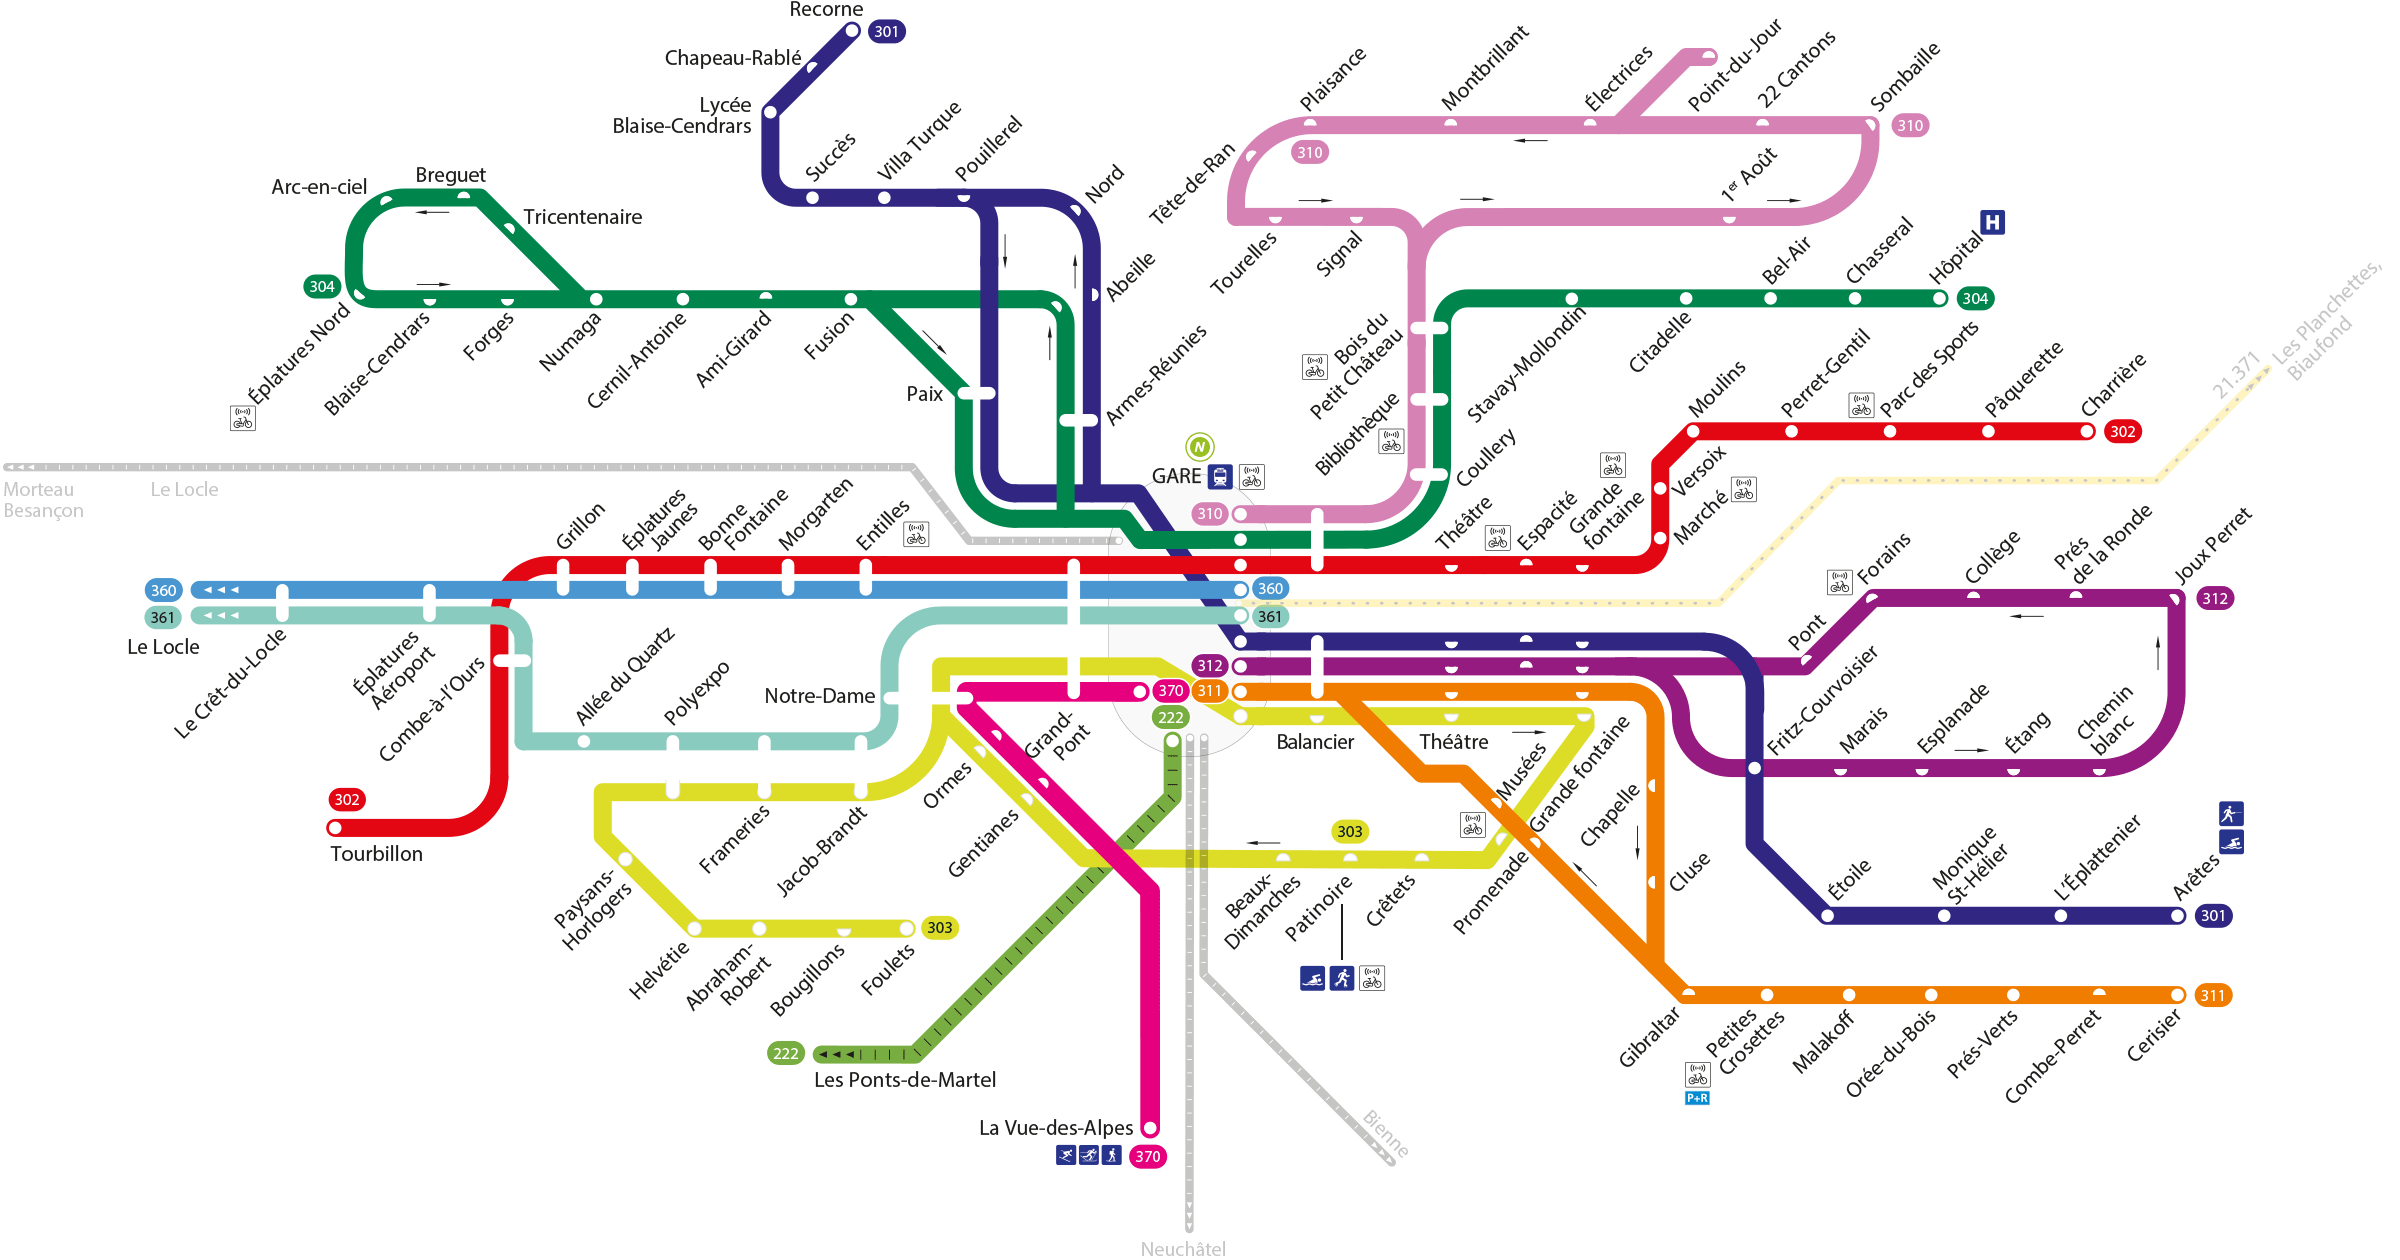 Recorne
301
Chapeau-Rablé
Lycée
Blaise-Cendrars
Succès
Villa Turque
Pouillerel
Nord
Abeille
Armes-Réunies
Arc-en-ciel
Breguet
Tricentenaire
304
Éplatures Nord
Blaise-Cendrars
Forges
Numaga
Cernil-Antoine
Ami-Girard
Fusion
Paix
Plaisance
Montbrillant
Électrices
Point-du-Jour
22 Cantons
Sombaille
310
310
Tête-de-Ran
Tourelles
Signal
1er Août
Bois du
Petit Château
Bibliothèque
Stavay-Mollondin
Citadelle
Bel-Air
Chasseral
Hôpital
H
304
Coullery
Moulins
Perret-Gentil
Parc des Sports
Pâquerette
Charrière
302
Versoix
Marché
21.371
Les Planchettes,
Biaufond
Morteau
Besançon
Le Locle
N
GARE
310
Grillon
Éplatures
Jaunes
Bonne
Fontaine
Morgarten
Entilles
Théâtre
Espacité
Grande
fontaine
360
361
Le Locle
Le Crêt-du-Locle
Éplatures
Aéroport
Combe-à-l'Ours
302
Tourbillon
Allée du Quartz
Polyexpo
Notre-Dame
360
361
312
370
311
222
Grand-
Pont
Balancier
Théâtre
Musées
Grande fontaine
Pont
Forains
Collège
Prés
de la Ronde
Joux Perret
312
Fritz-Courvoisier
Marais
Esplanade
Étang
Chemin
blanc
Ormes
Gentianes
Frameries
Jacob-Brandt
Paysans-
Horlogers
Helvétie
Abraham-
Robert
Bougillons
Foulets
303
303
Beaux-
Dimanches
Patinoire
Crêtets
Promenade
Chapelle
Cluse
Étoile
Monique
St-Hélier
L'Éplattenier
Arêtes
301
Gibraltar
P+R
Petites
Crosettes
Malakoff
Orée-du-Bois
Prés-Verts
Combe-Perret
Cerisier
311
222
Les Ponts-de-Martel
La Vue-des-Alpes
370
Bienne
Neuchâtel